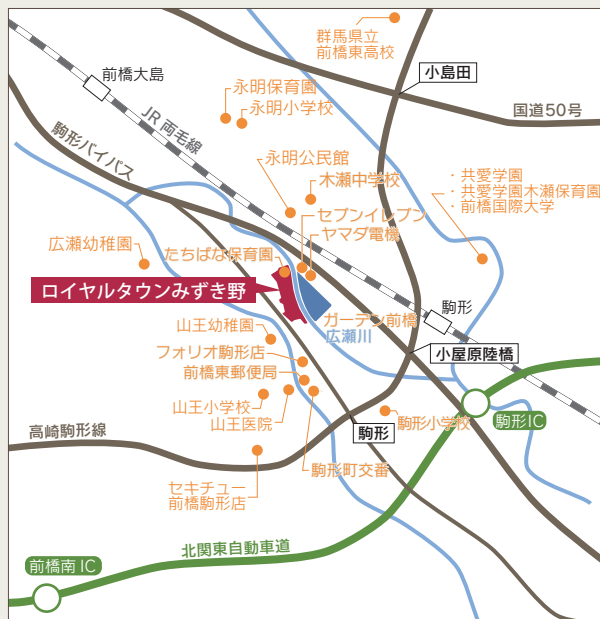 群馬県立
前橋東高校
小島田
前橋大島
永明保育園
永明小学校
国道50号
JR両毛線
駒形バイパス
永明公民館
木瀬中学校
・共愛学園
・共愛学園木瀬保育園
・前橋国際大学
セブンイレブン
ヤマダ電機
広瀬幼稚園
たちばな保育園
ロイヤルタウンみずき野
駒形
ガーデン前橋
広瀬川
山王幼稚園
小屋原陸橋
フォリオ駒形店
前橋東郵便局
山王小学校
山王医院
駒形小学校
駒形IC
高崎駒形線
駒形
駒形町交番
セキチュー
前橋駒形店
北関東自動車道
前橋南IC